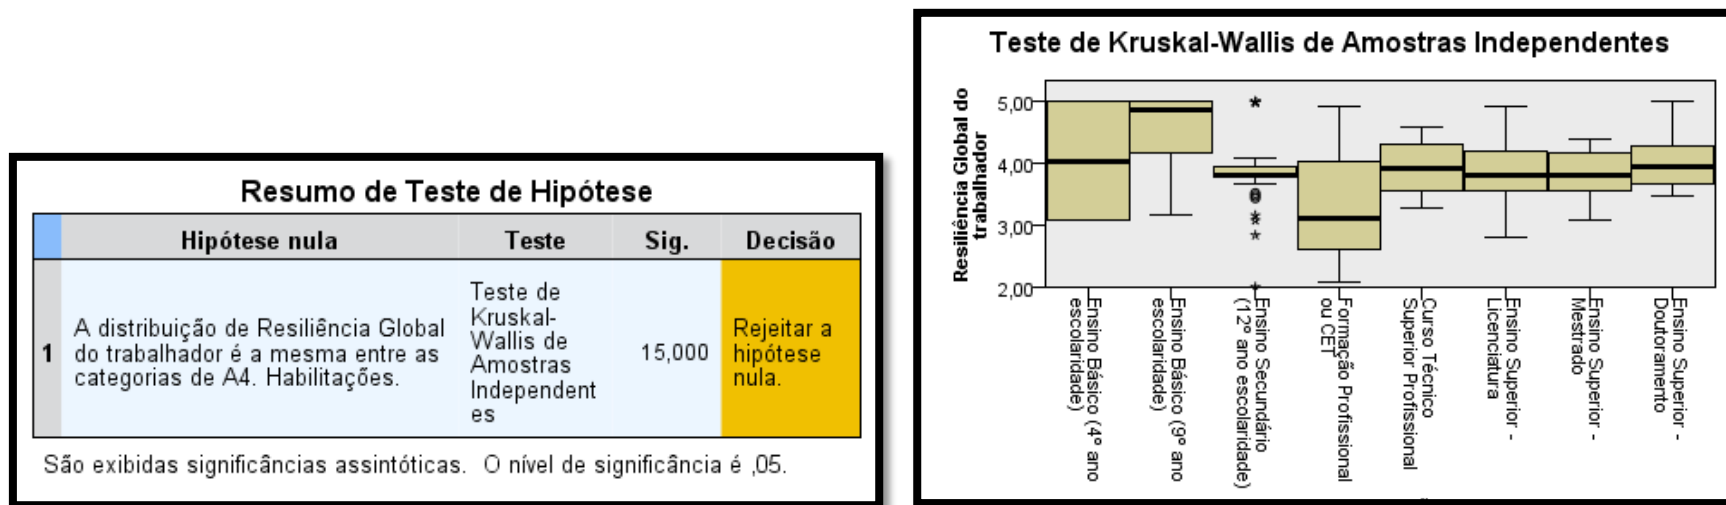 Resumo de Teste de Hipótese
Hipótese nula Teste Sig. Decisão
1 A distribuição de Resiliência Global do trabalhador é a mesma entre as categorias de A4. Habilitações.
Teste de
Kruskal-
Wallis de
Amostras
Independent
es
15,000
Rejeitar a
hipótese
nula.
São exibidas significâncias assintóticas. O nível de significância é ,05.
Teste de Kruskal-Wallis de Amostras Independentes
Resiliência Global do
trabalhador
5,00
4,00
3,00
2,00
Ensino Básico (4º ano
escolaridade)
Ensino Básico (9º ano
escolaridade)
Ensino Secundário
(12º ano escolaridade)
Formação Profissional
ou CET
Curso Técnico
Superior Profissional
Ensino Superior -
Licenciatura
Ensino Superior -
Mestrado
Ensino Superior -
Doutoramento